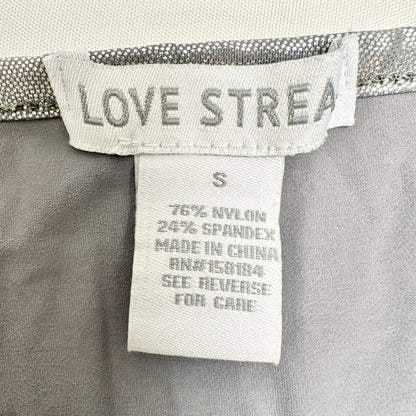 LOVE STREA
S
76% NYLON
24% SPANDEX
MADE IN CHINA
RN#158184
SEE REVERSE
FOR CARE